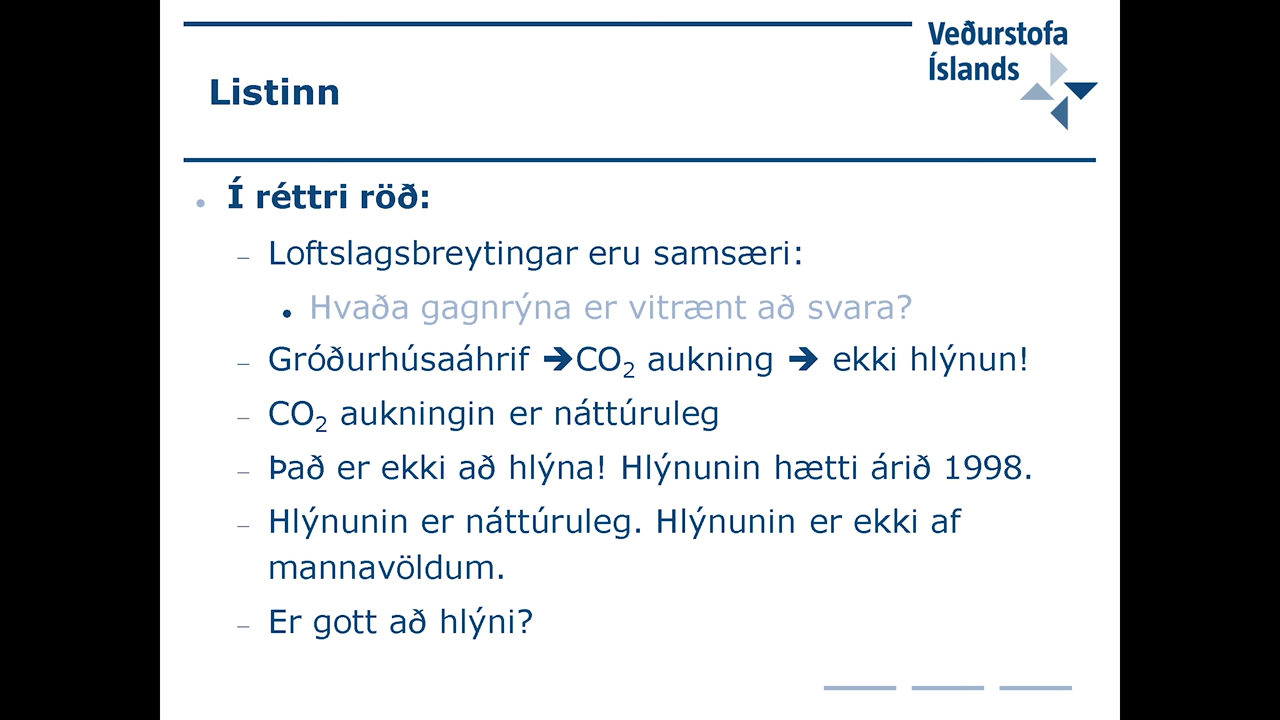 Veðurstofa
Íslands
Listinn
• Í réttri röð:
– Loftslagsbreytingar eru samsæri:
• Hvaða gagnrýna er vitrænt að svara?
– Gróðurhúsaáhrif ➔CO₂ aukning ➔ ekki hlýnun!
– CO₂ aukningin er náttúruleg
– Það er ekki að hlýna! Hlýnunin hætti árið 1998.
– Hlýnunin er náttúruleg. Hlýnunin er ekki af
mannavöldum.
– Er gott að hlýni?